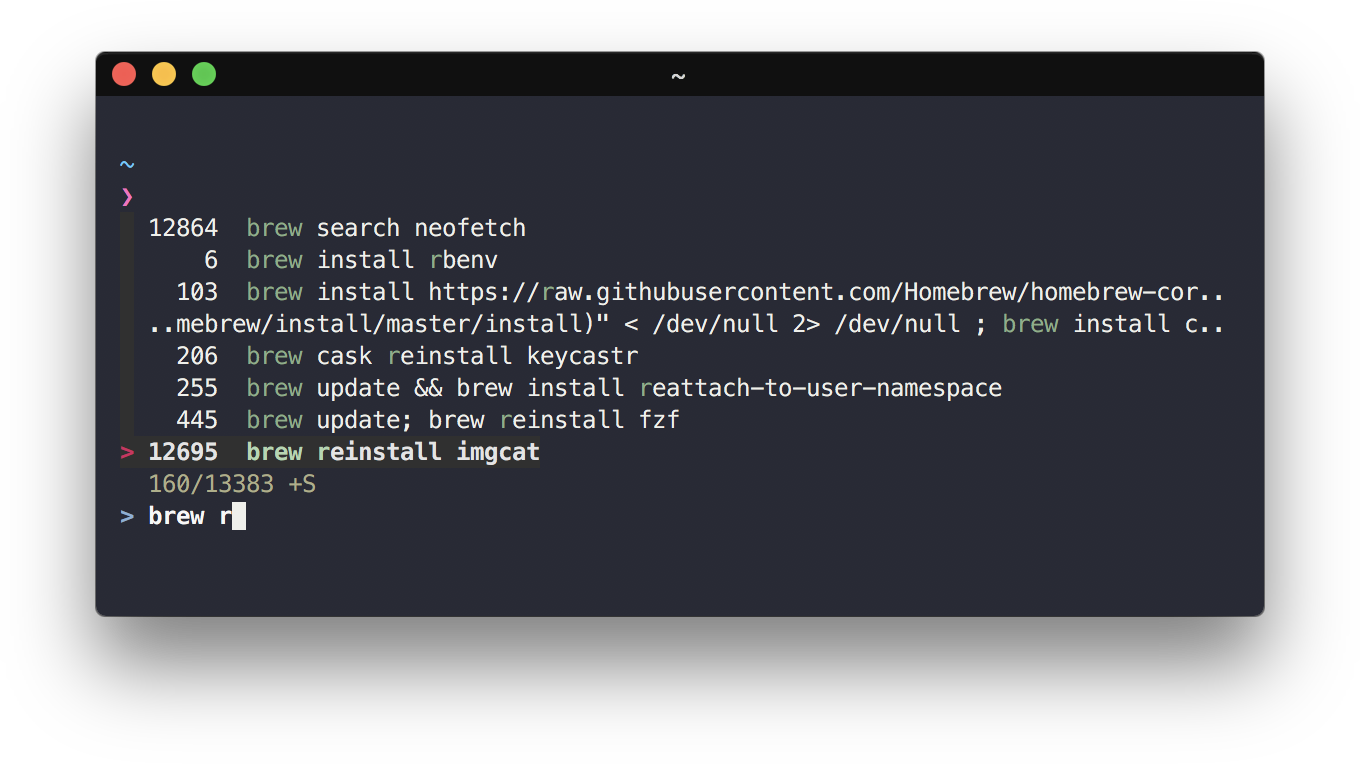 ~
~
❯
12864  brew search neofetch
6  brew install rbenv
103  brew install https://raw.githubusercontent.com/Homebrew/homebrew-cor..
..mebrew/install/master/install)" < /dev/null 2> /dev/null ; brew install c..
206  brew cask reinstall keycastr
255  brew update && brew install reattach-to-user-namespace
445  brew update; brew reinstall fzf
> 12695  brew reinstall imgcat
160/13383 +S
> brew r